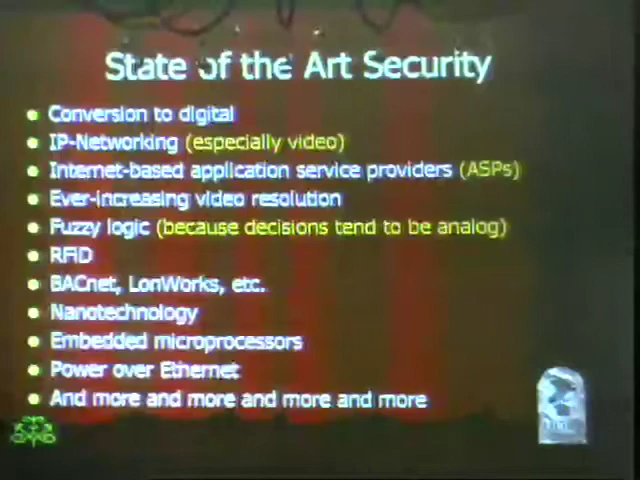 State of the Art Security
Conversion to digital
IP-Networking (especially video)
Internet-based application service providers (ASPs)
Ever-increasing video resolution
Fuzzy logic (because decisions tend to be analog)
RFID
BACnet, LonWorks, etc.
Nanotechnology
Embedded microprocessors
Power over Ethernet
And more and more and more and more